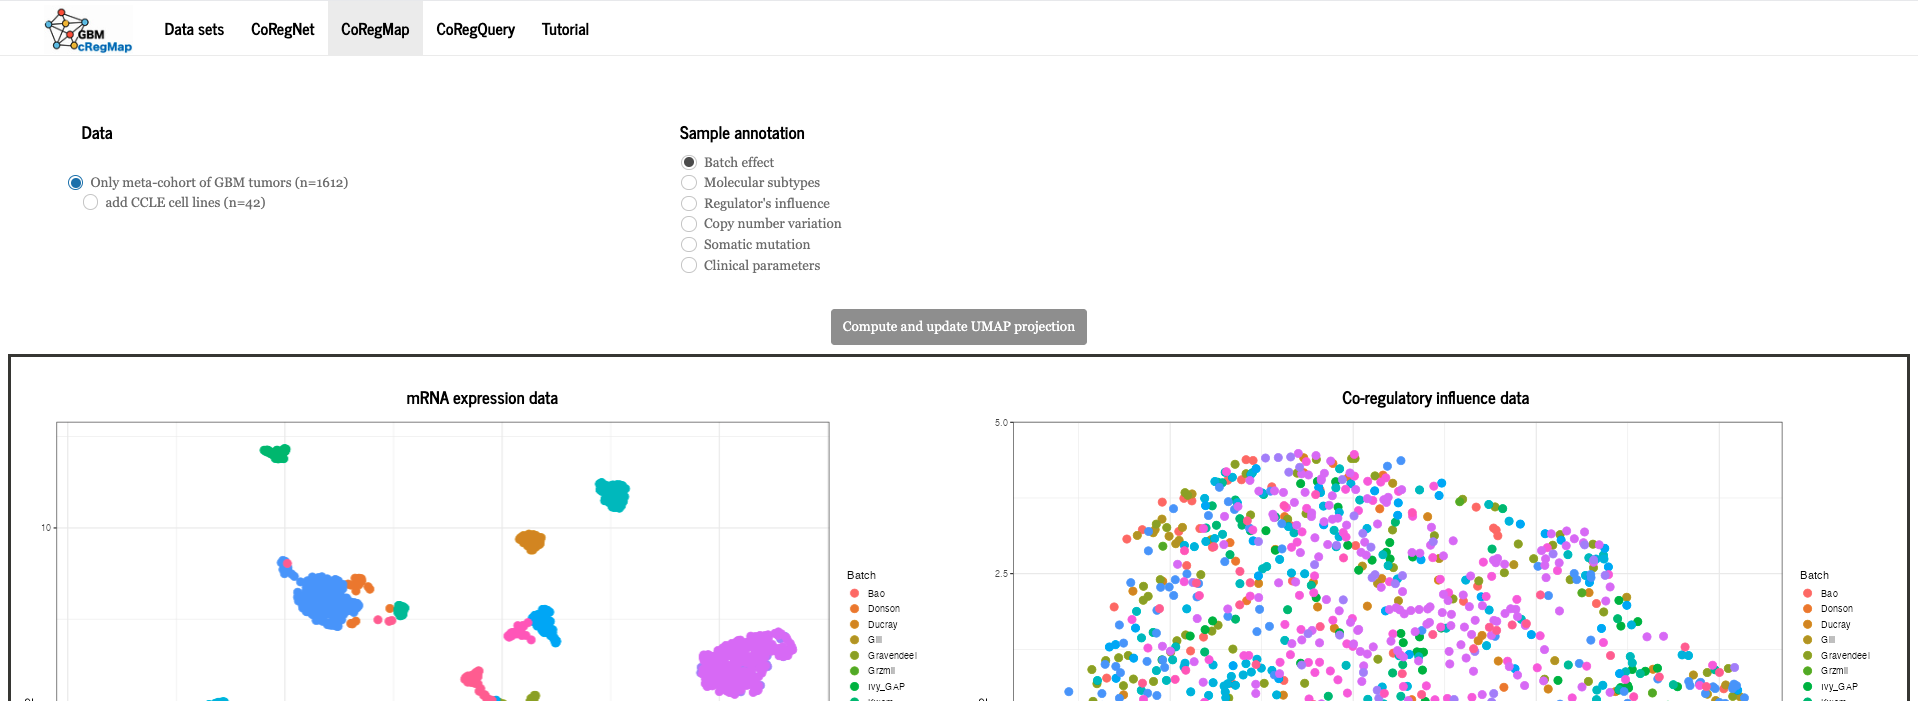 GBM
cRegMap
Data sets
CoRegNet
CoRegMap
CoRegQuery
Tutorial
Data
Only meta-cohort of GBM tumors (n=1612)
add CCLE cell lines (n=42)
Sample annotation
Batch effect
Molecular subtypes
Regulator's influence
Copy number variation
Somatic mutation
Clinical parameters
Compute and update UMAP projection
mRNA expression data
10
Batch
Bao
Donson
Ducray
Gill
Gravendeel
Grzmil
Ivy_GAP
Co-regulatory influence data
5.0
2.5
Batch
Bao
Donson
Ducray
Gill
Gravendeel
Grzmil
Ivy_GAP